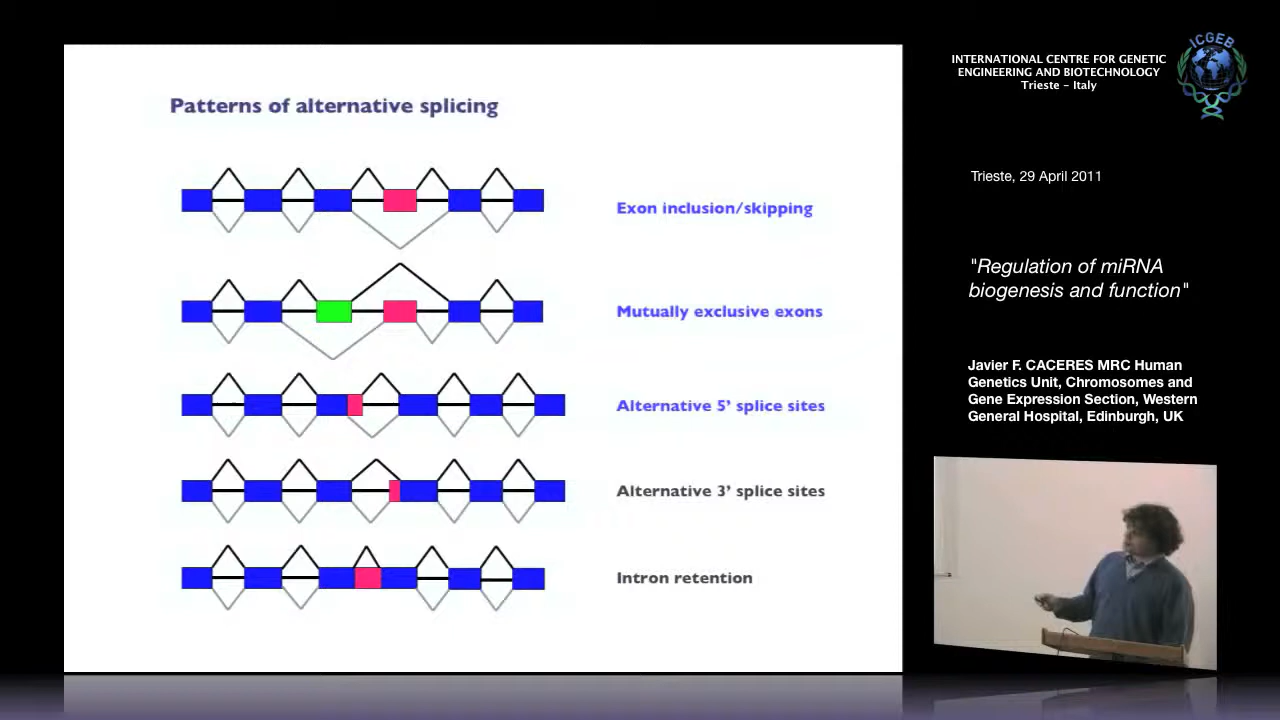 Patterns of alternative splicing
Exon inclusion/skipping
Mutually exclusive exons
Alternative 5’ splice sites
Alternative 3’ splice sites
Intron retention
INTERNATIONAL CENTRE FOR GENETIC
ENGINEERING AND BIOTECHNOLOGY
Trieste - Italy
ICGEB
Trieste, 29 April 2011
"Regulation of miRNA
biogenesis and function"
Javier F. CACERES MRC Human
Genetics Unit, Chromosomes and
Gene Expression Section, Western
General Hospital, Edinburgh, UK